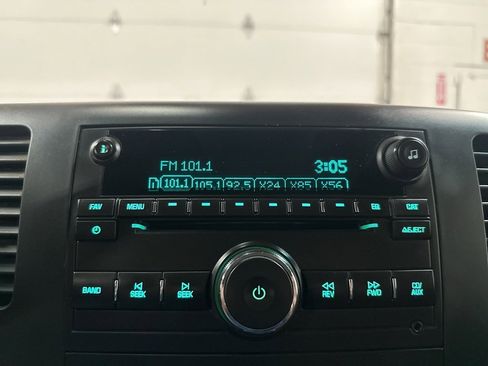 FM 101.1 3:05
1 101.1 105.1 92.5 X24 X85 X56
FAV MENU EQ CAT
EJECT
BAND SEEK SEEK REV FWD CD/
AUX